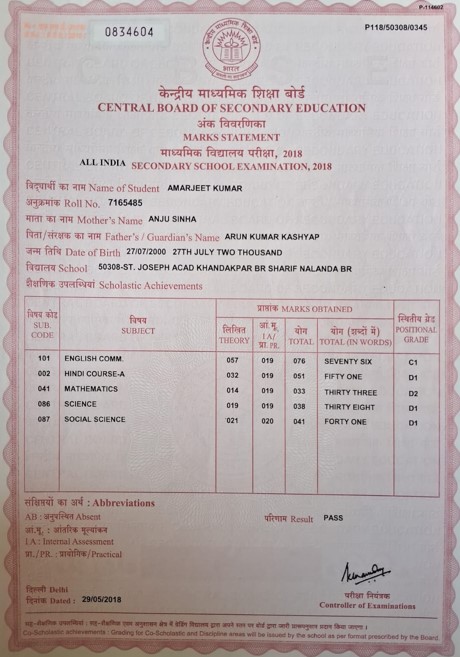 P-114602
0834604
P118/50308/0345
भारत
केन्द्रीय माध्यमिक शिक्षा बोर्ड
CENTRAL BOARD OF SECONDARY EDUCATION
अंक विवरणिका
MARKS STATEMENT
माध्यमिक विद्यालय परीक्षा, 2018
ALL INDIA SECONDARY SCHOOL EXAMINATION, 2018
विद्यार्थी का नाम Name of Student AMARJEET KUMAR
अनुक्रमांक Roll No. 7165485
माता का नाम Mother's Name ANJU SINHA
पिता/संरक्षक का नाम Father's / Guardian's Name ARUN KUMAR KASHYAP
जन्म तिथि Date of Birth 27/07/2000 27TH JULY TWO THOUSAND
विद्यालय School 50308-ST. JOSEPH ACAD KHANDAKPAR BR SHARIF NALANDA BR
शैक्षणिक उपलब्धियां Scholastic Achievements
विषय कोड SUB. CODE विषय SUBJECT प्राप्तांक MARKS OBTAINED स्थितीय ग्रेड POSITIONAL GRADE
लिखित THEORY आं.मू. I A / प्रा. PR. योग TOTAL योग (शब्दों में) TOTAL (IN WORDS)
101 ENGLISH COMM. 057 019 076 SEVENTY SIX C1
002 HINDI COURSE-A 032 019 051 FIFTY ONE D1
041 MATHEMATICS 014 019 033 THIRTY THREE D2
086 SCIENCE 019 019 038 THIRTY EIGHT D1
087 SOCIAL SCIENCE 021 020 041 FORTY ONE D1
संक्षिप्यों का अर्थ : Abbreviations
AB : अनुपस्थित Absent परिणाम Result PASS
आं.मू. : आंतरिक मूल्यांकन
I A : Internal Assessment
प्रा./PR. : प्रायोगिक/Practical
दिल्ली Delhi
दिनांक Dated : 29/05/2018
परीक्षा नियंत्रक
Controller of Examinations
Co-Scholastic achievements : Grading for Co-Scholastic and Discipline areas will be issued by the school as per format prescribed by the Board.